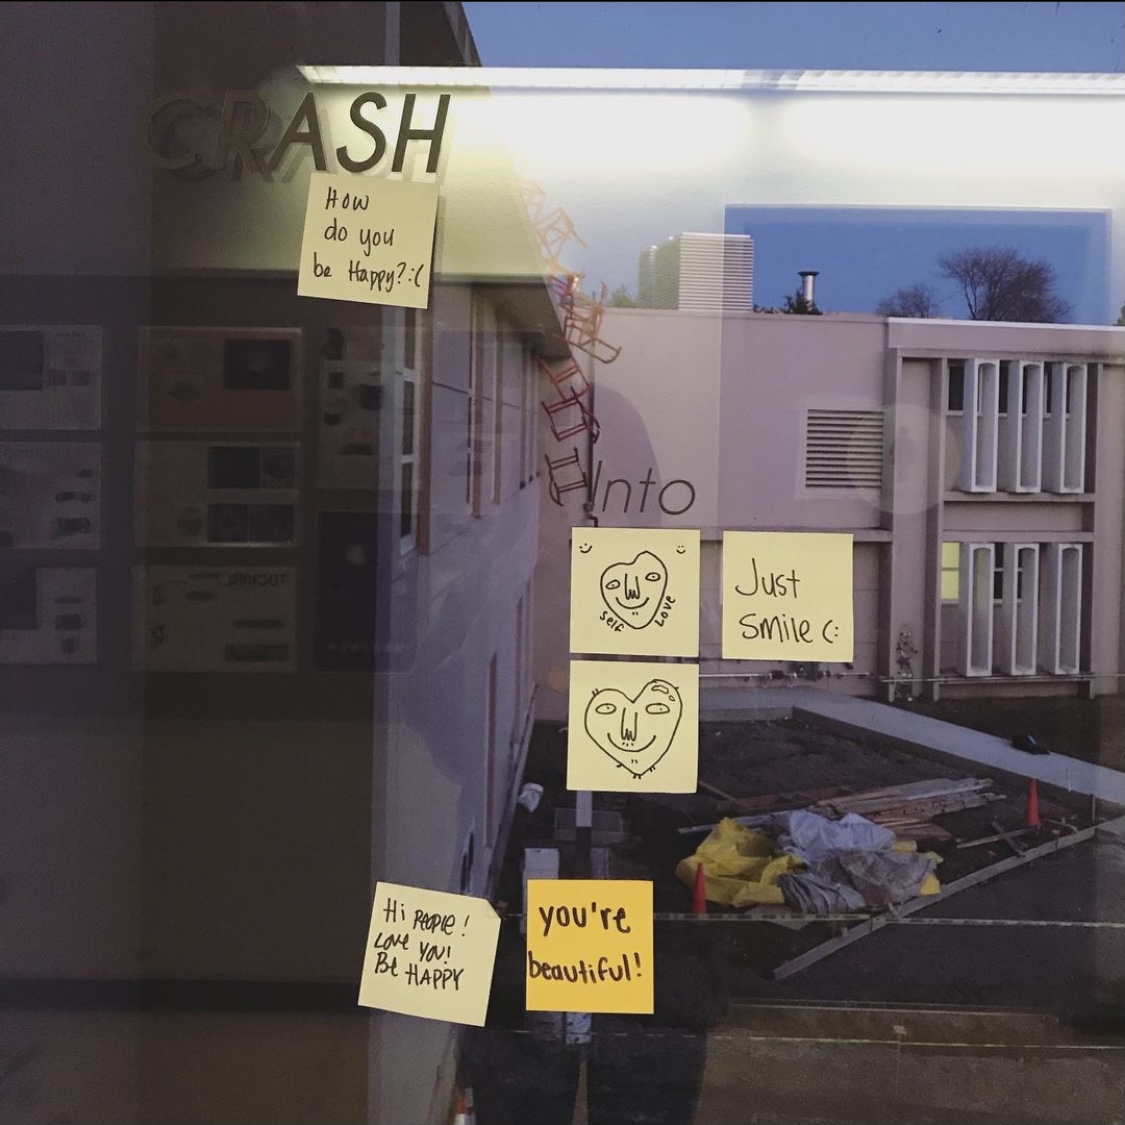 CRASH
How
do you
be Happy?:(
Into
Self Love
Just
Smile (:
Hi PEOPLE!
Love You!
Be HAPPY
you're
beautiful!